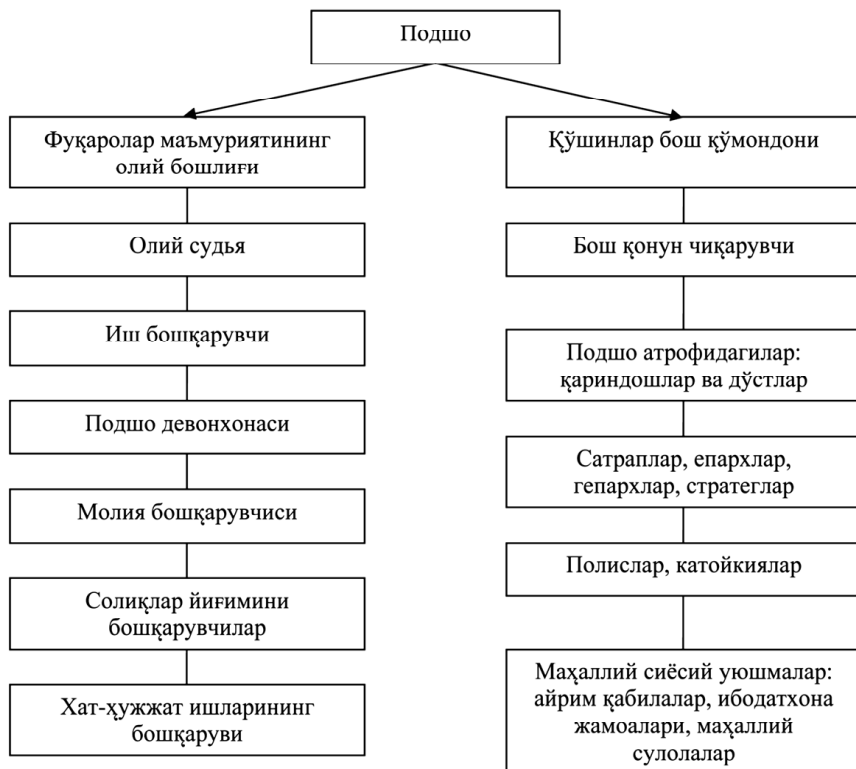 Подшо
Фуқаролар маъмуриятининг
олий бошлиғи
Олий судья
Иш бошқарувчи
Подшо девонхонаси
Молия бошқарувчиси
Солиқлар йиғимини
бошқарувчилар
Хат-ҳужжат ишларининг
бошқаруви
Қўшинлар бош қўмондони
Бош қонун чиқарувчи
Подшо атрофидагилар:
қариндошлар ва дўстлар
Сатраплар, епархлар,
гепархлар, стратеглар
Полислар, катойкиялар
Маҳаллий сиёсий уюшмалар:
айрим қабилалар, ибодатхона
жамоалари, маҳаллий
сулолалар